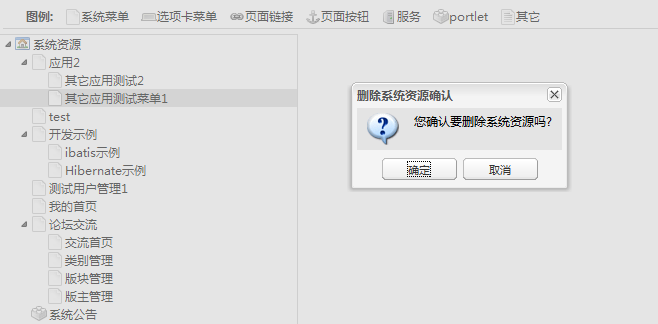 图例: 系统菜单 选项卡菜单 页面链接 页面按钮 服务 portlet 其它
系统资源
应用2
其它应用测试2
其它应用测试菜单1
test
开发示例
ibatis示例
Hibernate示例
测试用户管理1
我的首页
论坛交流
交流首页
类别管理
版块管理
版主管理
系统公告
删除系统资源确认
您确认要删除系统资源吗?
确定 取消